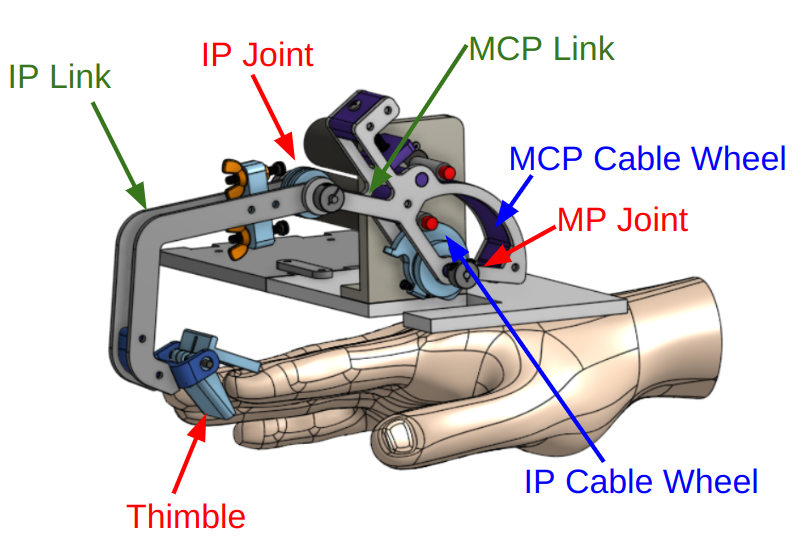 IP Joint
MCP Link
IP Link
MCP Cable Wheel
MP Joint
IP Cable Wheel
Thimble